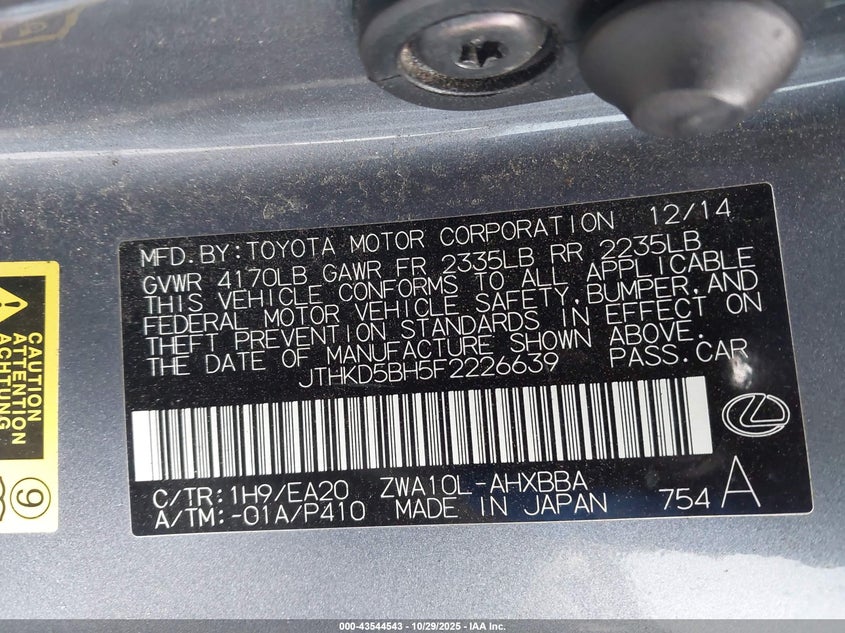 MFD.BY:TOYOTA MOTOR CORPORATION 12/14
GVWR 4170LB GAWR FR 2335LB RR 2235LB
THIS VEHICLE CONFORMS TO ALL APPLICABLE
FEDERAL MOTOR VEHICLE SAFETY,BUMPER,AND
THEFT PREVENTION STANDARDS IN EFFECT ON
THE DATE OF MANUFACTURE SHOWN ABOVE.
JTHKD5BH5F2226639 PASS.CAR
C/TR:1H9/EA20 ZWA10L-AHXBBA
A/TM:-01A/P410 MADE IN JAPAN 754 A
CAUTION
ATTENTION
ACHTUNG
9
000-43544543 - 10/29/2025 - IAA Inc.